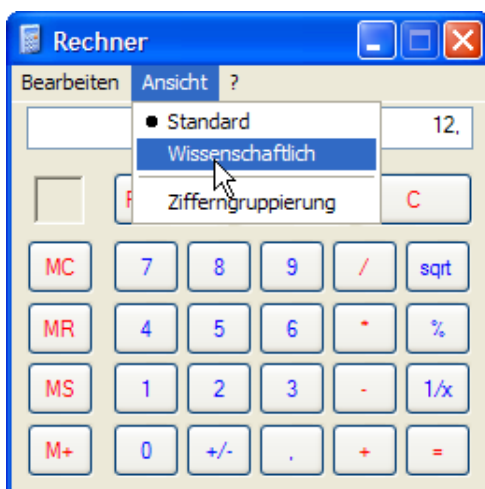 Rechner
Bearbeiten Ansicht ?
Standard 12,
Wissenschaftlich
Zifferngruppierung C
MC 7 8 9 / sqrt
MR 4 5 6 * %
MS 1 2 3 - 1/x
M+ 0 +/- , + =